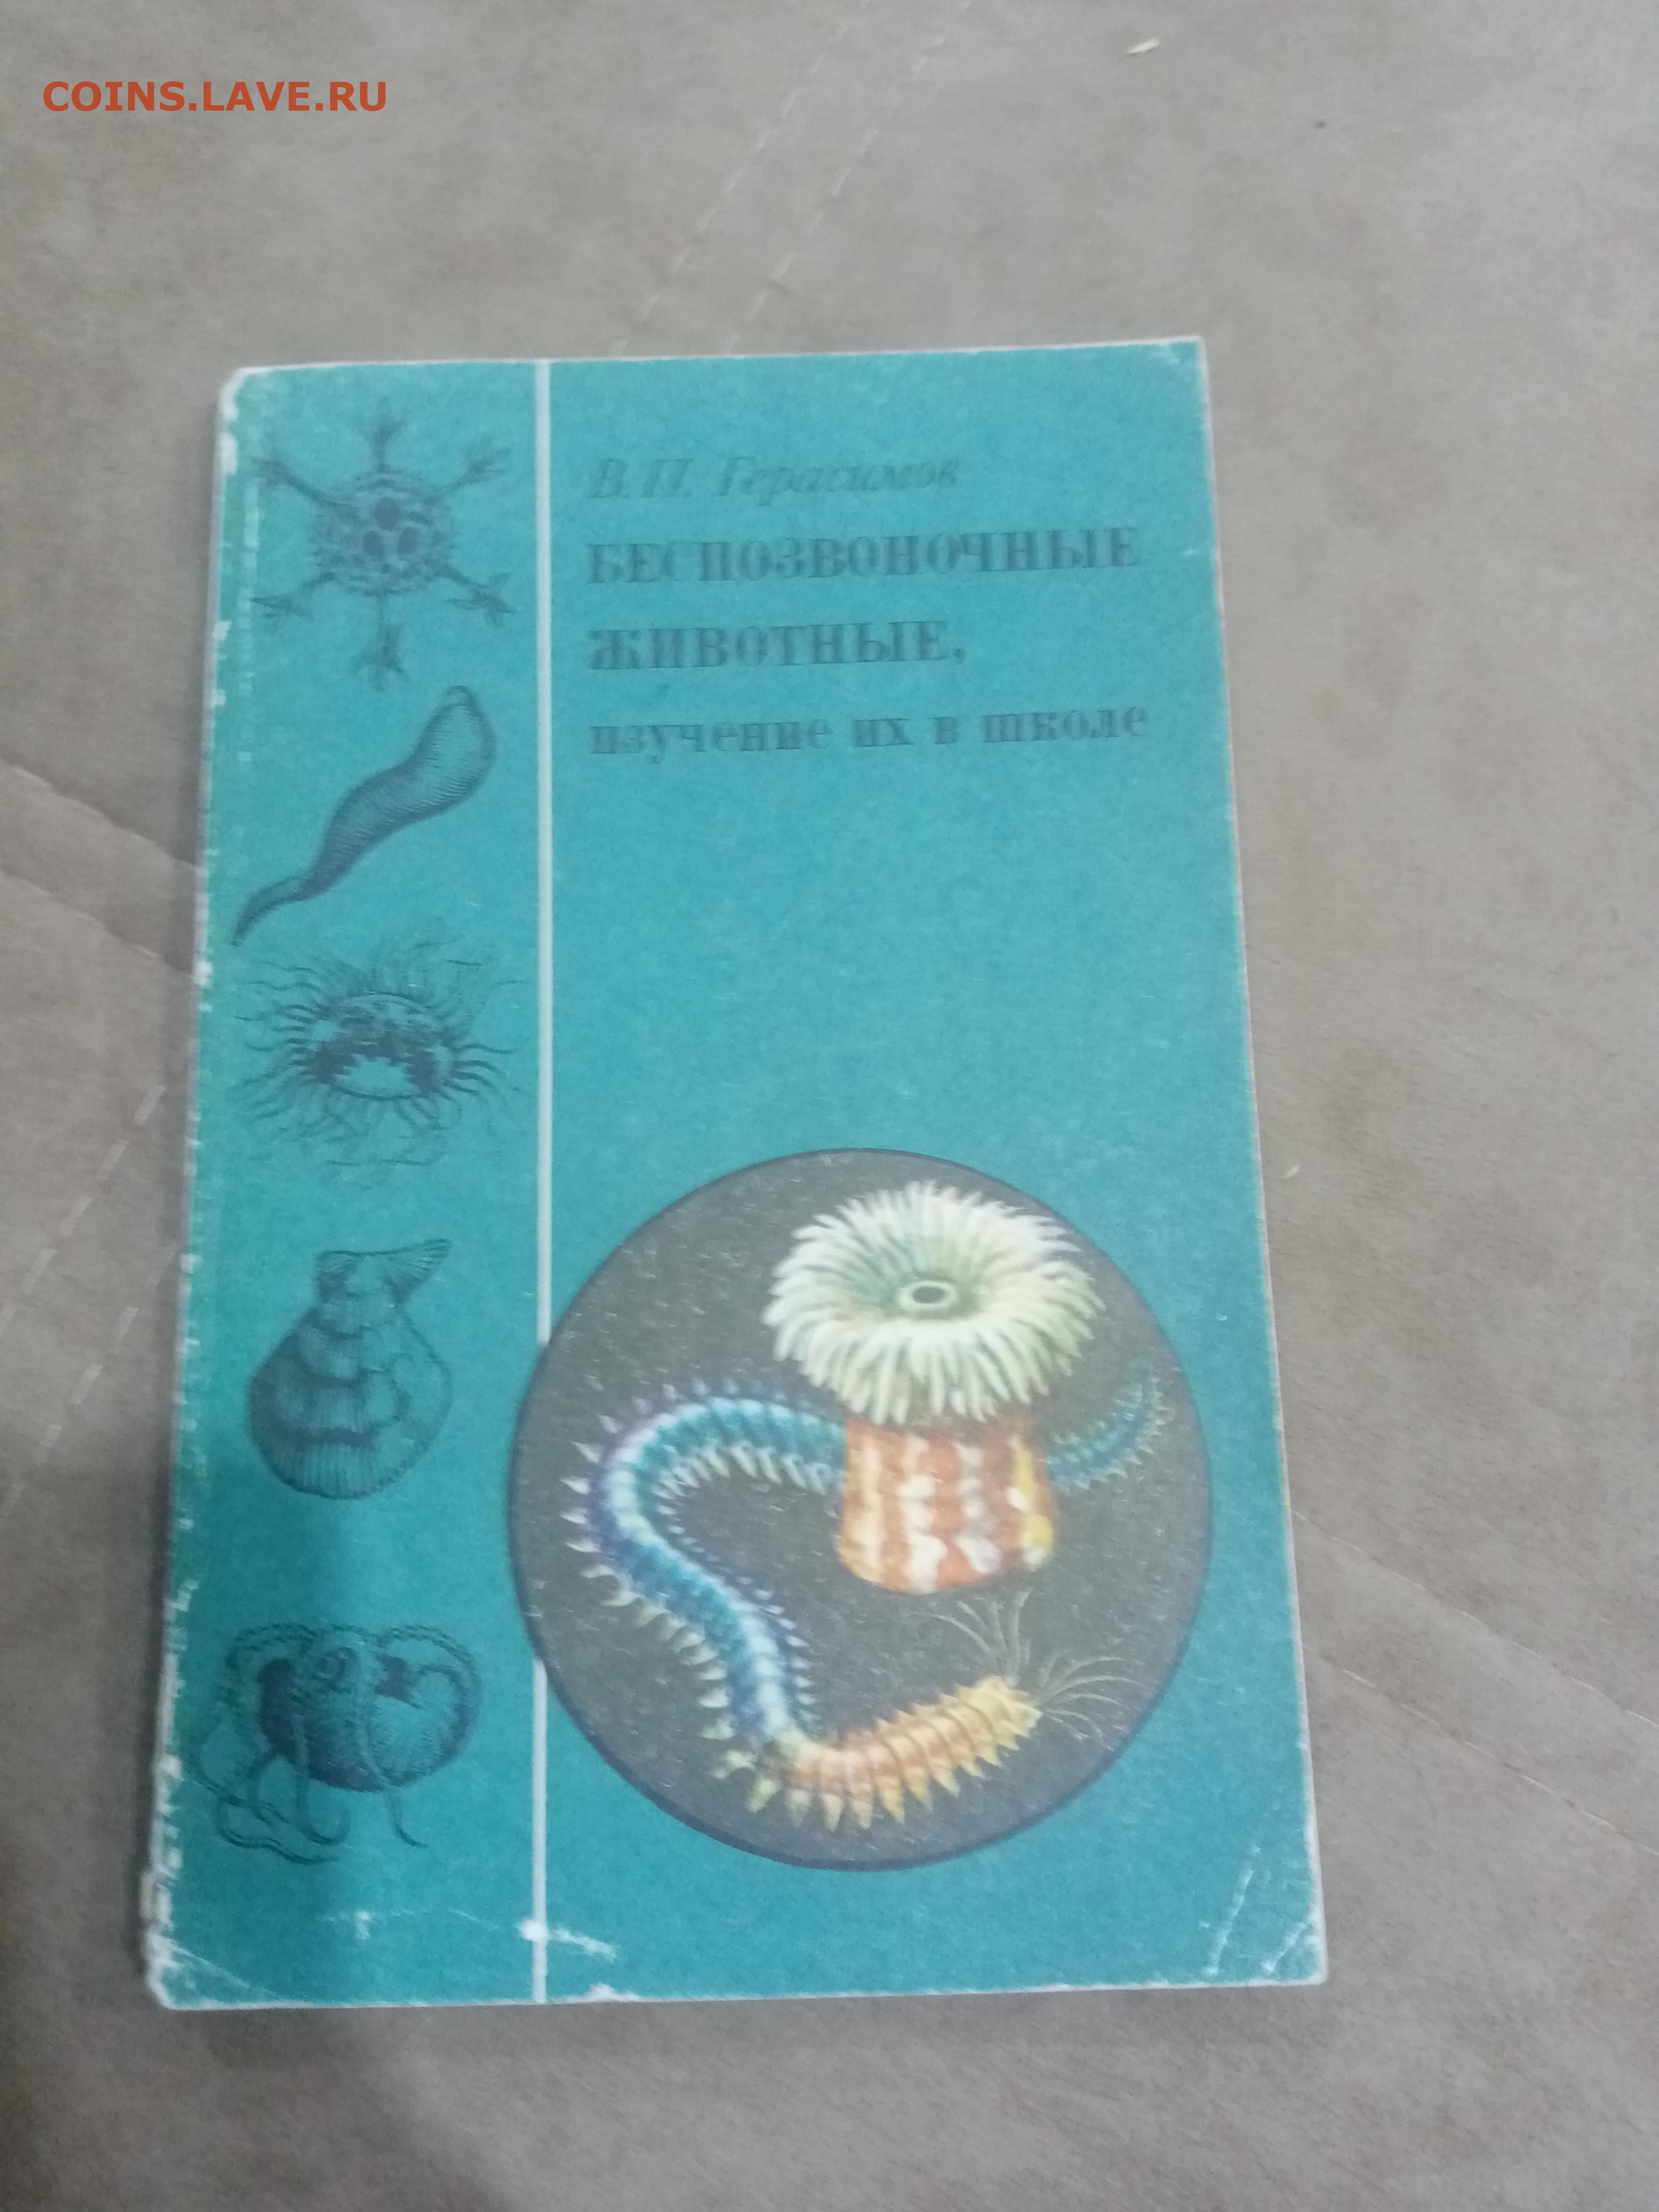 COINS.LAVE.RU
В. П. Герасимов
БЕСПОЗВОНОЧНЫЕ
ЖИВОТНЫЕ,
изучение их в школе